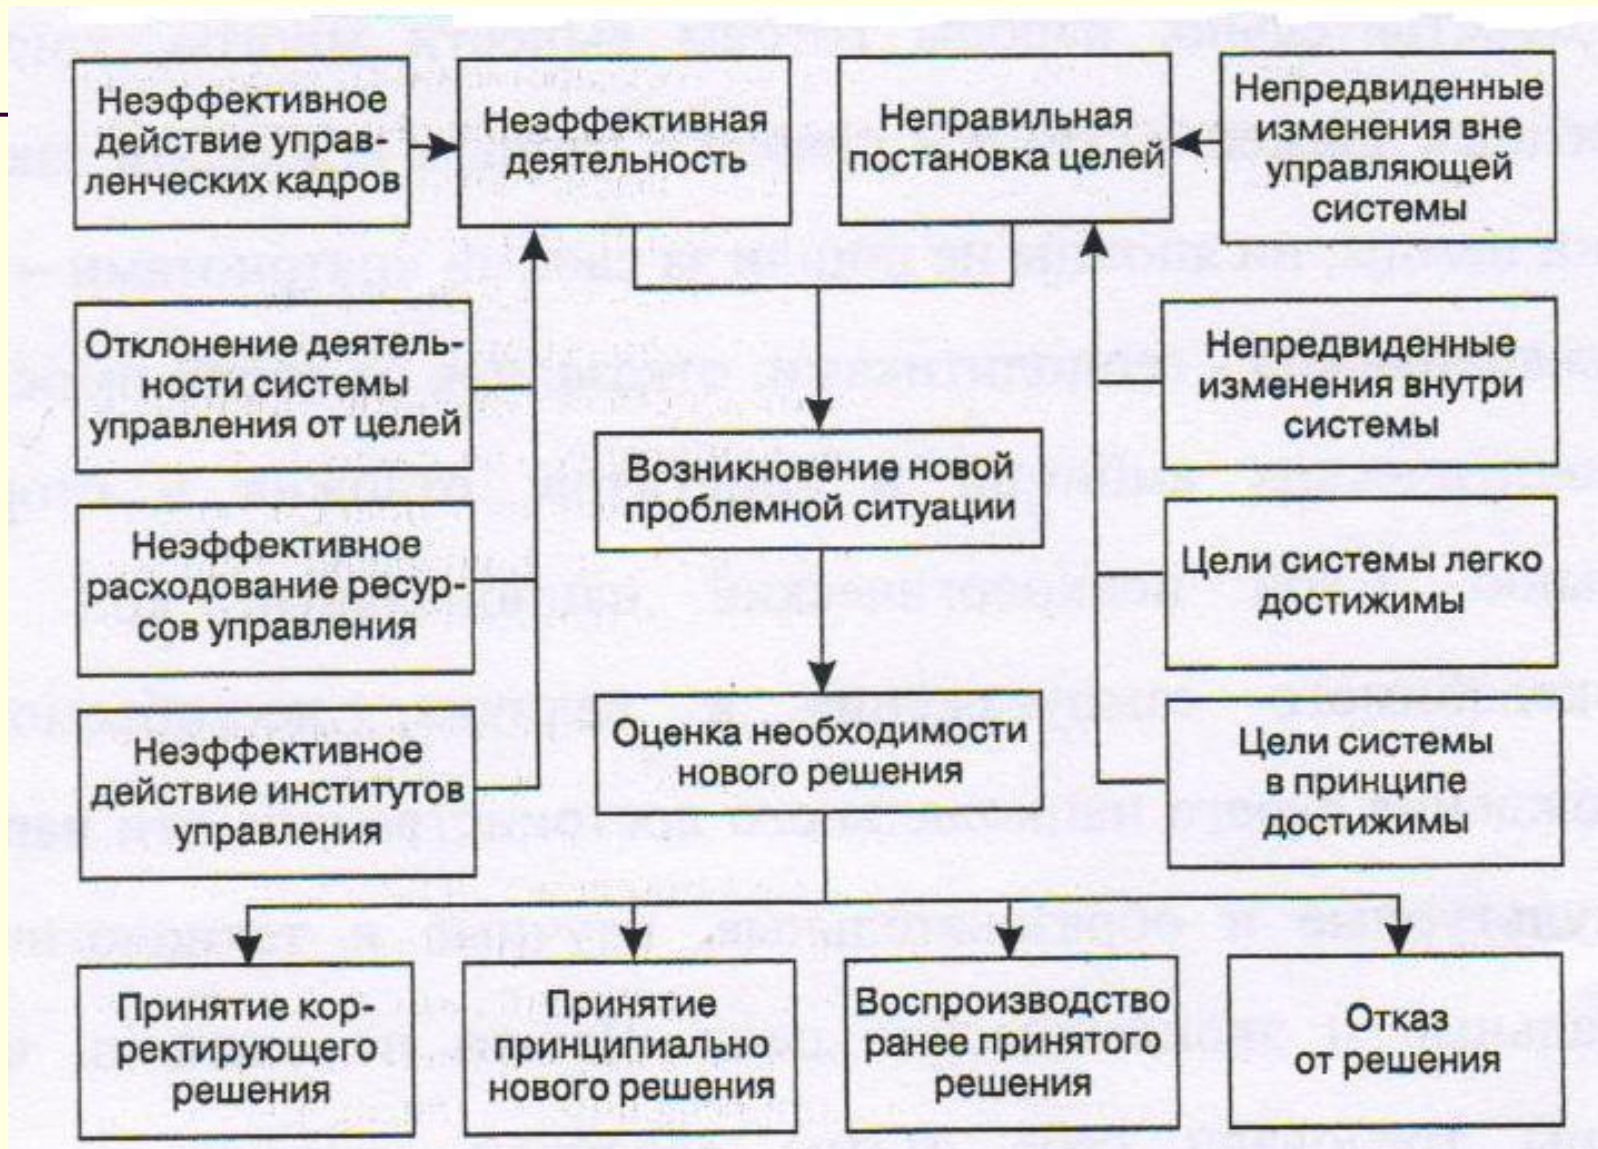 Неэффективное
действие управ-
ленческих кадров
Неэффективная
деятельность
Неправильная
постановка целей
Непредвиденные
изменения вне
управляющей
системы
Отклонение деятель-
ности системы
управления от целей
Непредвиденные
изменения внутри
системы
Возникновение новой
проблемной ситуации
Неэффективное
расходование ресур-
сов управления
Цели системы легко
достижимы
Оценка необходимости
нового решения
Неэффективное
действие институтов
управления
Цели системы
в принципе
достижимы
Принятие кор-
ректирующего
решения
Принятие
принципиально
нового решения
Воспроизводство
ранее принятого
решения
Отказ
от решения